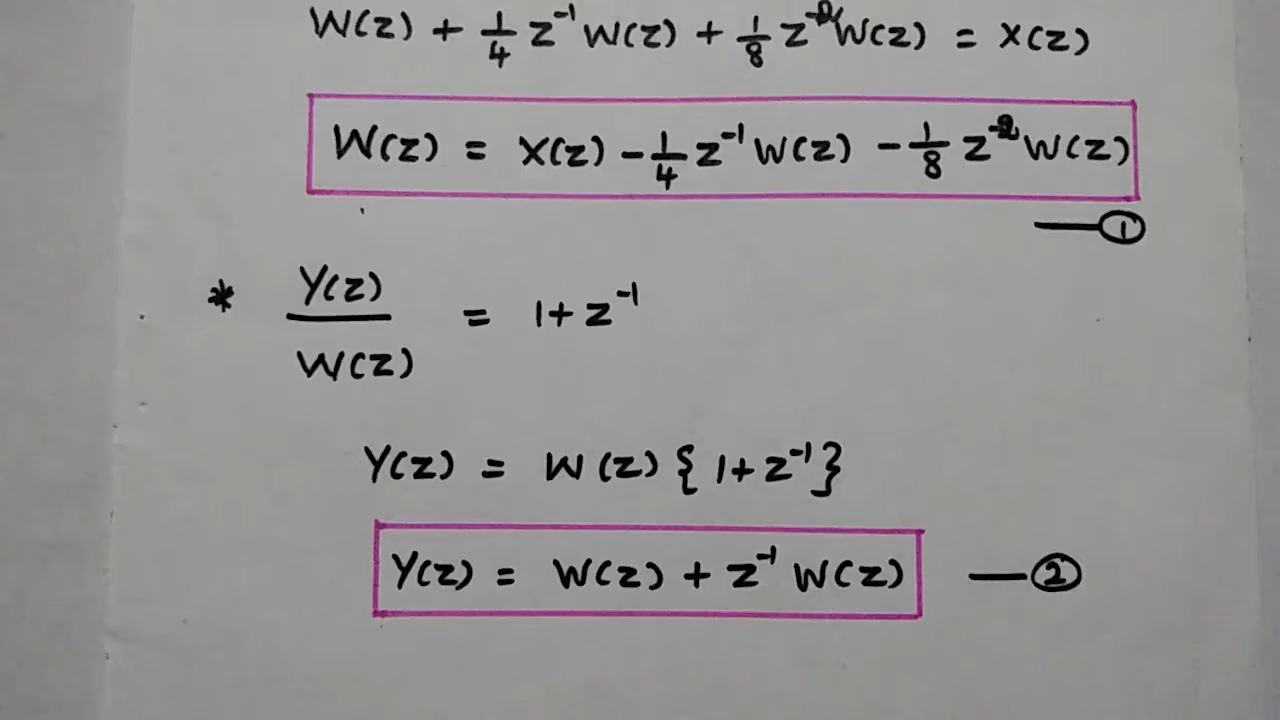 W(z) + 1/4 z⁻¹ W(z) + 1/8 z⁻² W(z) = X(z)
W(z) = X(z) - 1/4 z⁻¹ W(z) - 1/8 z⁻² W(z)
—①
* Y(z)/W(z) = 1 + z⁻¹
Y(z) = W(z) { 1 + z⁻¹ }
Y(z) = W(z) + z⁻¹ W(z) —②